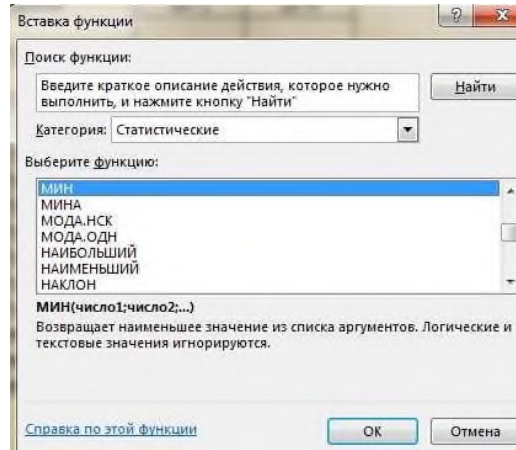 Вставка функции
Поиск функции:
Введите краткое описание действия, которое нужно
выполнить, и нажмите кнопку "Найти"
Найти
Категория: Статистические
Выберите функцию:
МИН
МИНА
МОДА.НСК
МОДА.ОДН
НАИБОЛЬШИЙ
НАИМЕНЬШИЙ
НАКЛОН
МИН(число1;число2;...)
Возвращает наименьшее значение из списка аргументов. Логические и
текстовые значения игнорируются.
Справка по этой функции
ОК
Отмена